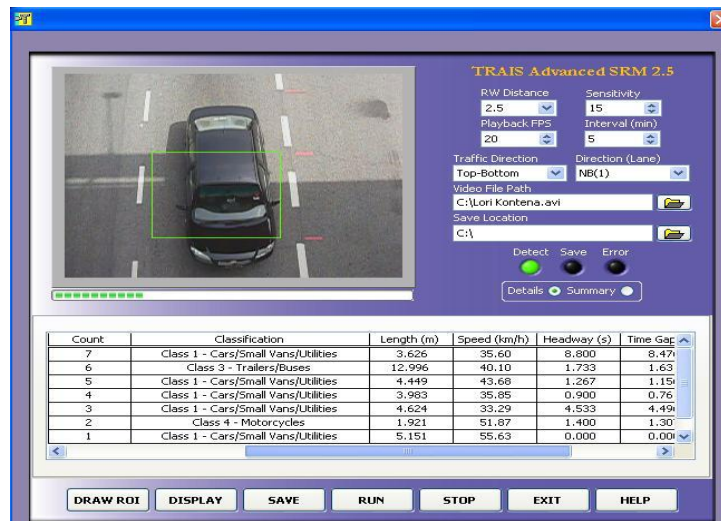 TRAIS Advanced SRM 2.5
RW Distance Sensitivity
2.5 15
Playback FPS Interval (min)
20 5
Traffic Direction Direction (Lane)
Top-Bottom NB(1)
Video File Path
C:\Lori Kontena.avi
Save Location
C:\
Detect Save Error
Details Summary
Count Classification Length (m) Speed (km/h) Headway (s) Time Gap
7 Class 1 - Cars/Small Vans/Utilities 3.626 35.60 8.800
6 Class 3 - Trailers/Buses 12.996 40.10 1.733 1.63
5 Class 1 - Cars/Small Vans/Utilities 4.449 43.68 1.267
4 Class 1 - Cars/Small Vans/Utilities 3.983 35.85 0.900 0.76
3 Class 1 - Cars/Small Vans/Utilities 4.624 33.29 4.533
2 Class 4 - Motorcycles 1.921 51.87 1.400
1 Class 1 - Cars/Small Vans/Utilities 5.151 55.63 0.000
DRAW ROI DISPLAY SAVE RUN STOP EXIT HELP